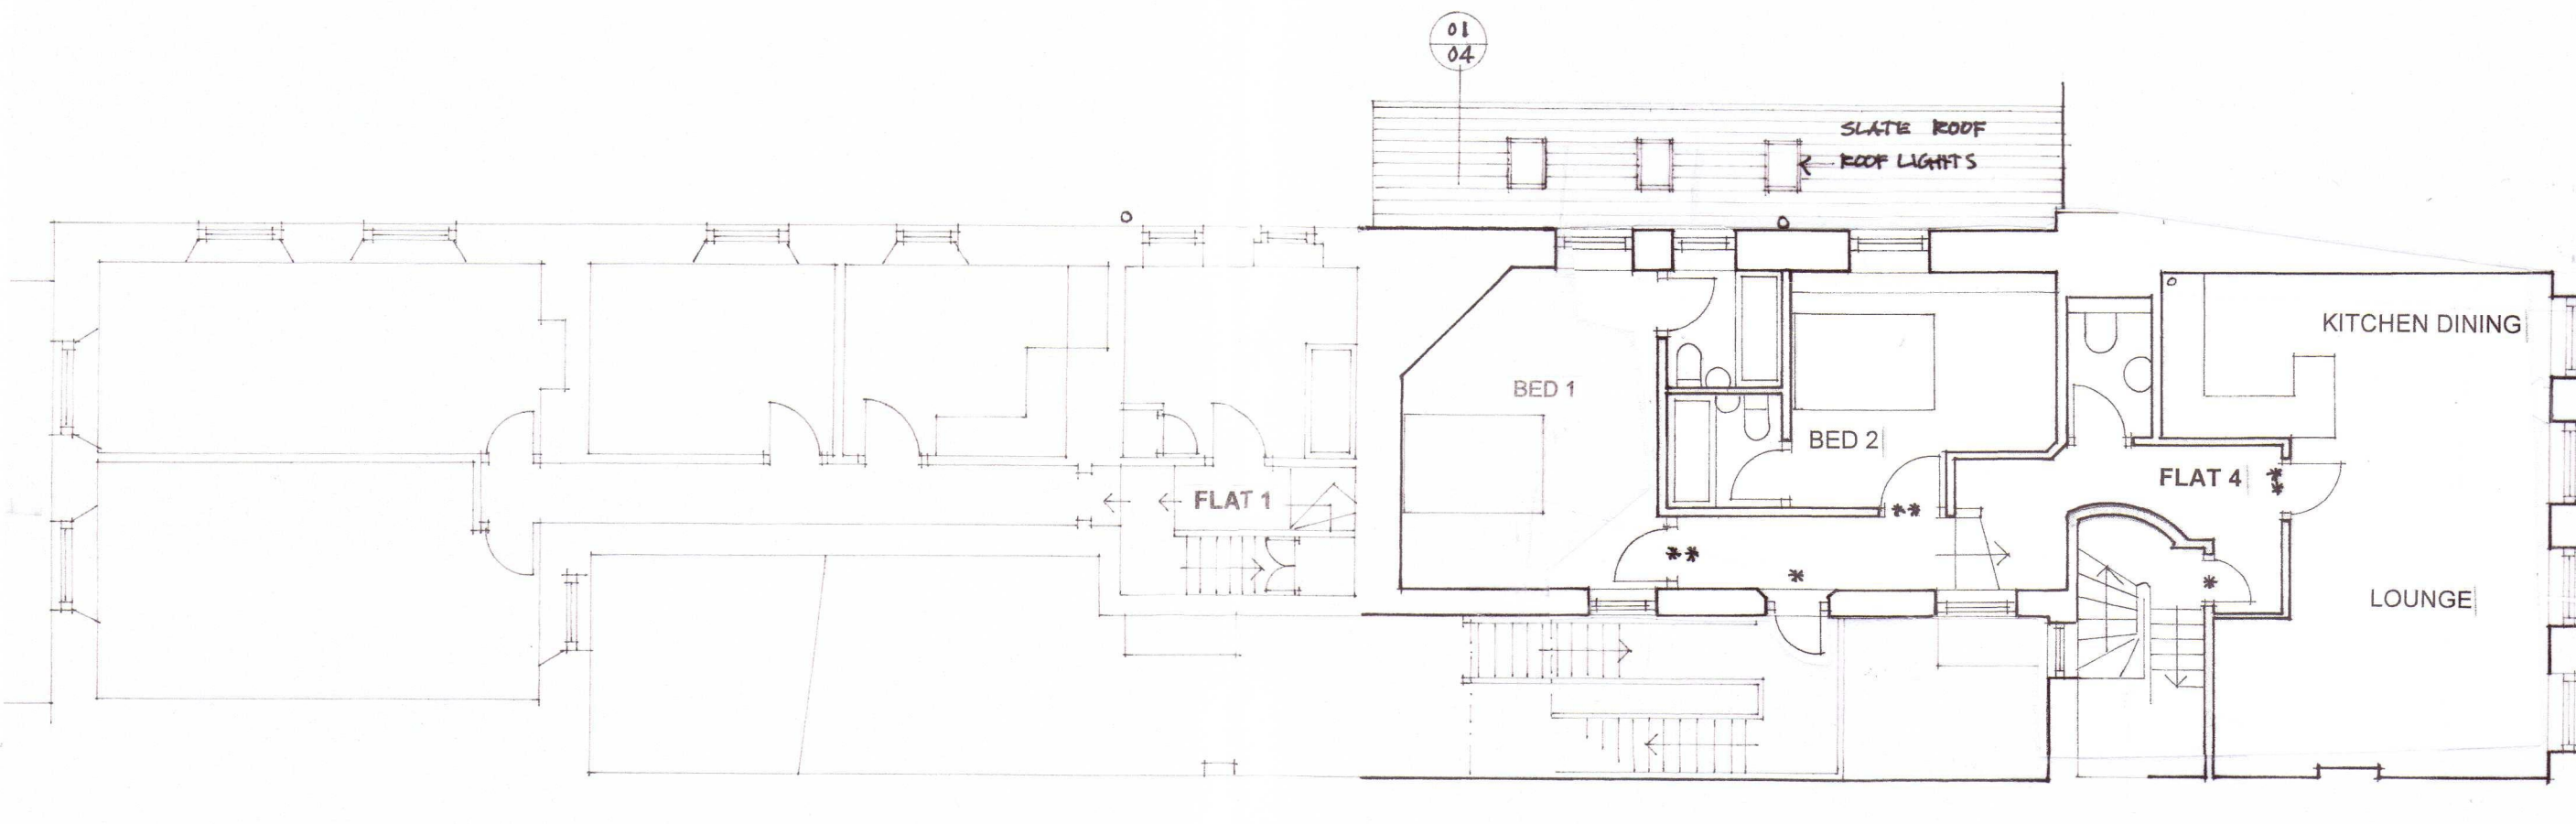 01
04
SLATE ROOF
ROOF LIGHTS
KITCHEN DINING
BED 1
BED 2
FLAT 4
*
*
FLAT 1
**
**
*
*
LOUNGE